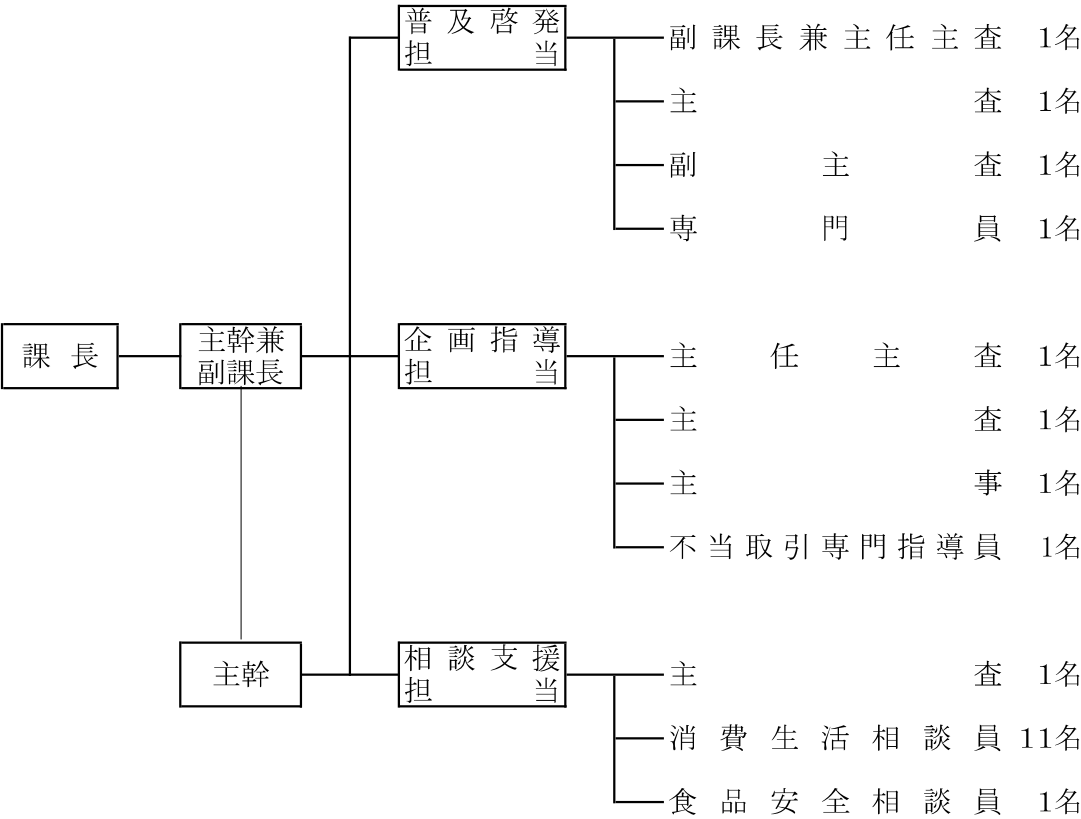 普及啓発
担当
副課長兼主任主査 1名
主査 1名
副主査 1名
専門員 1名
課長
主幹兼
副課長
企画指導
担当
主任主査 1名
主査 1名
主事 1名
不当取引専門指導員 1名
主幹
相談支援
担当
主査 1名
消費生活相談員 11名
食品安全相談員 1名